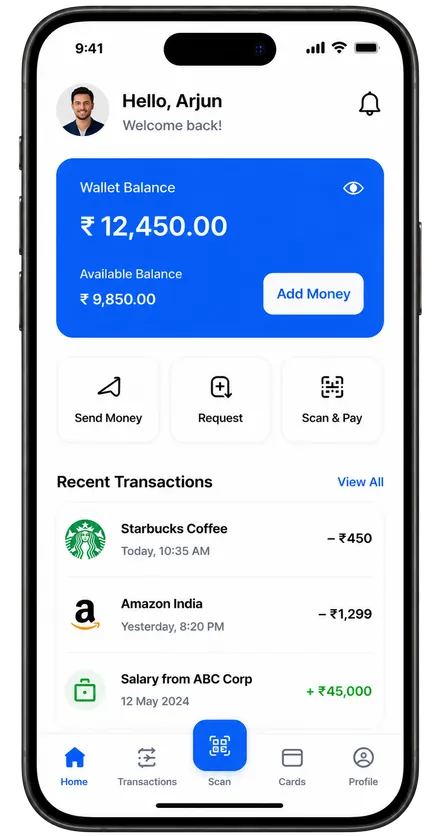 9:41
Hello, Arjun
Welcome back!
Wallet Balance
₹ 12,450.00
Available Balance
₹ 9,850.00
Add Money
Send Money
Request
Scan & Pay
Recent Transactions
View All
Starbucks Coffee
Today, 10:35 AM
– ₹450
a
Amazon India
Yesterday, 8:20 PM
– ₹1,299
Salary from ABC Corp
12 May 2024
+ ₹45,000
Home
Transactions
Scan
Cards
Profile